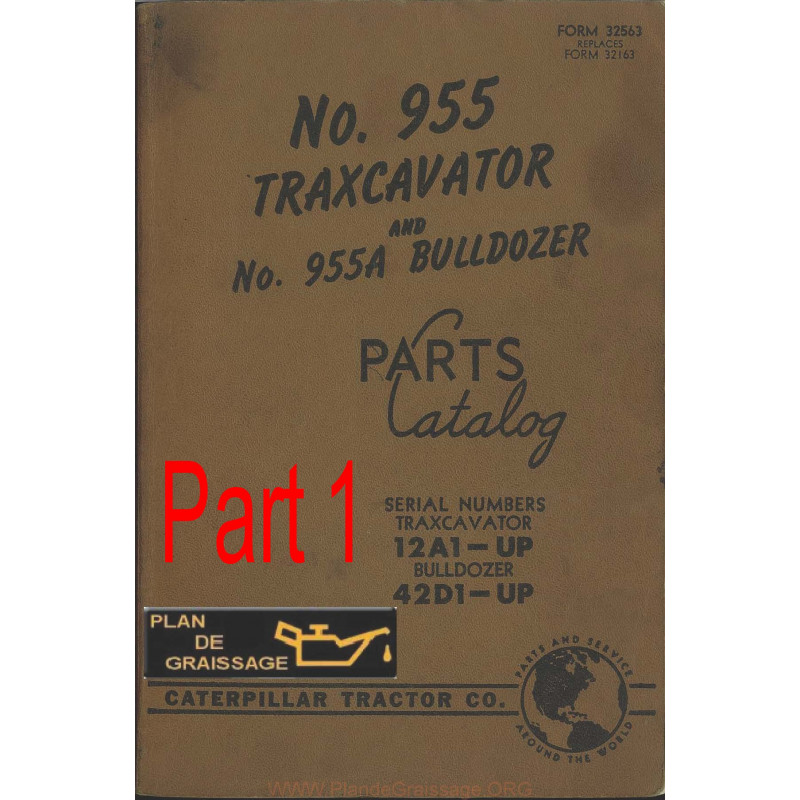 FORM 32563
REPLACES
FORM 32163
No. 955
TRAXCAVATOR
AND
No. 955A BULLDOZER
PARTS
Catalog
Part 1
SERIAL NUMBERS
TRAXCAVATOR
12A1-UP
BULLDOZER
42D1-UP
PLAN
DE
GRAISSAGE
CATERPILLAR TRACTOR CO.
PARTS AND SERVICE
AROUND THE WORLD
WWW.PlandeGraissage.ORG